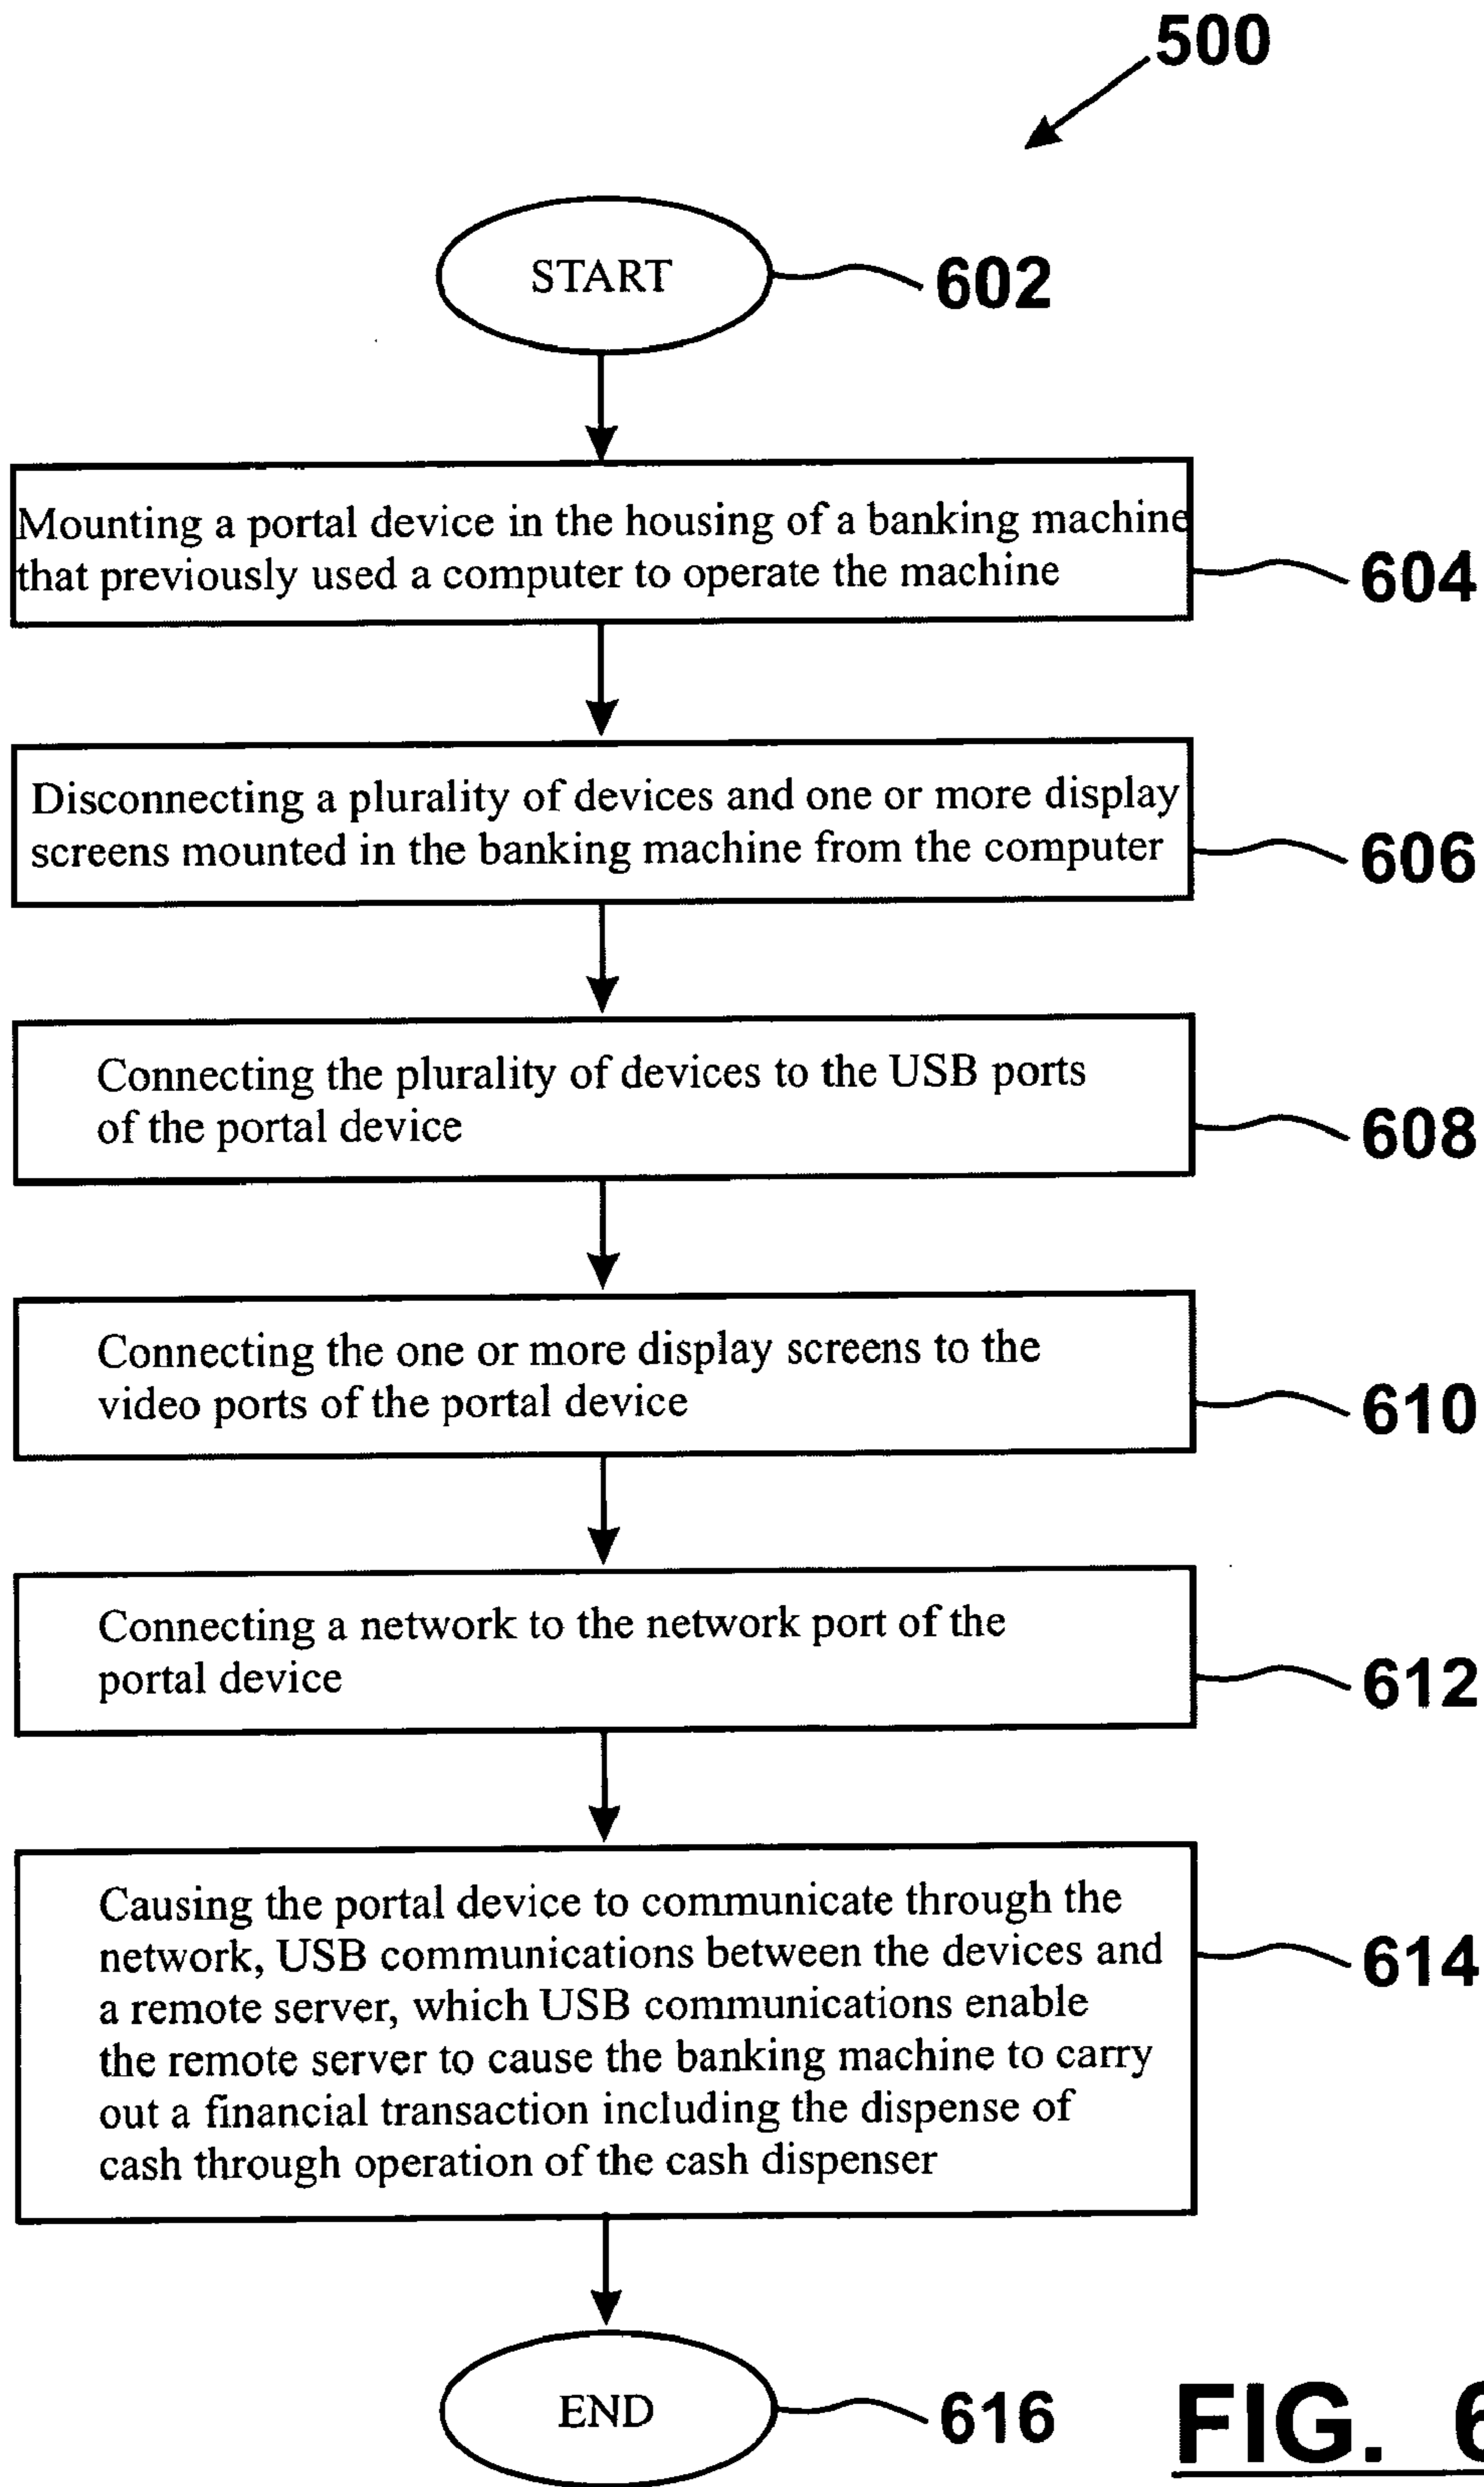 500
START
602
Mounting a portal device in the housing of a banking machine
that previously used a computer to operate the machine
604
Disconnecting a plurality of devices and one or more display
screens mounted in the banking machine from the computer
606
Connecting the plurality of devices to the USB ports
of the portal device
608
Connecting the one or more display screens to the
video ports of the portal device
610
Connecting a network to the network port of the
portal device
612
Causing the portal device to communicate through the
network, USB communications between the devices and
a remote server, which USB communications enable
the remote server to cause the banking machine to carry
out a financial transaction including the dispense of
cash through operation of the cash dispenser
614
END
616
FIG. 6